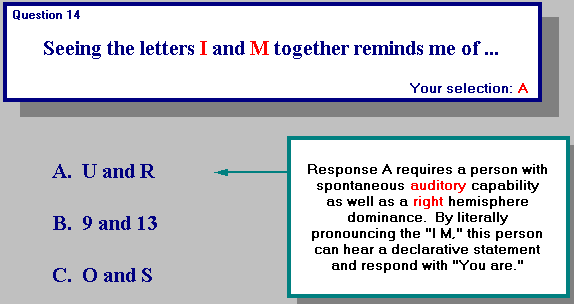 Question 14
Seeing the letters I and M together reminds me of ...
Your selection: A
A. U and R
B. 9 and 13
C. O and S
Response A requires a person with
spontaneous auditory capability
as well as a right hemisphere
dominance. By literally
pronouncing the "I M," this person
can hear a declarative statement
and respond with "You are."